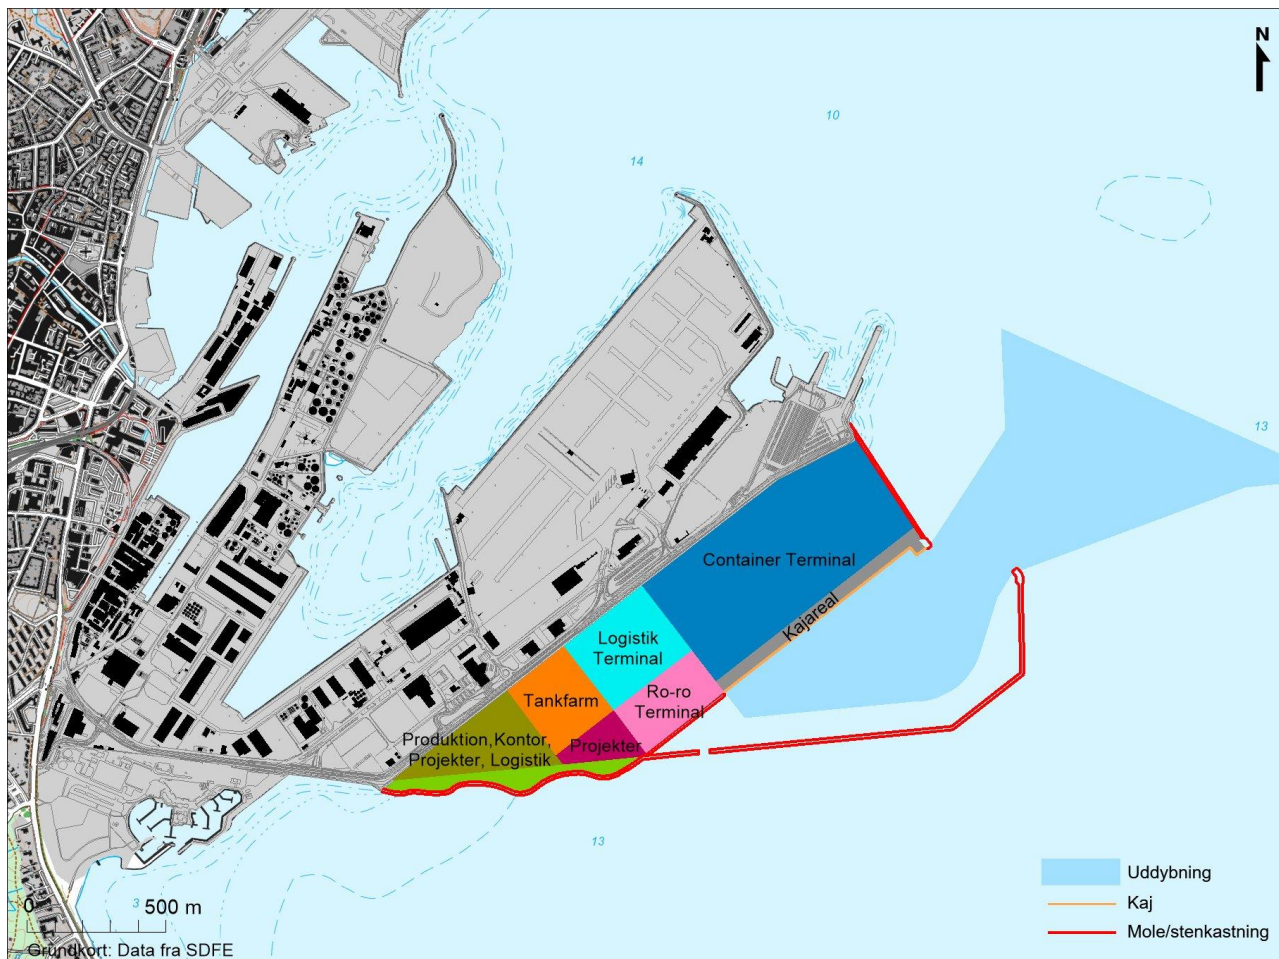 N
10
14
13
Container Terminal
Kajareal
Logistik
Terminal
Ro-ro
Terminal
Tankfarm
Produktion,Kontor,
Projekter, Logistik
Projekter
13
3
0 500 m
Grundkort: Data fra SDFE
Uddybning
Kaj
Mole/stenkastning